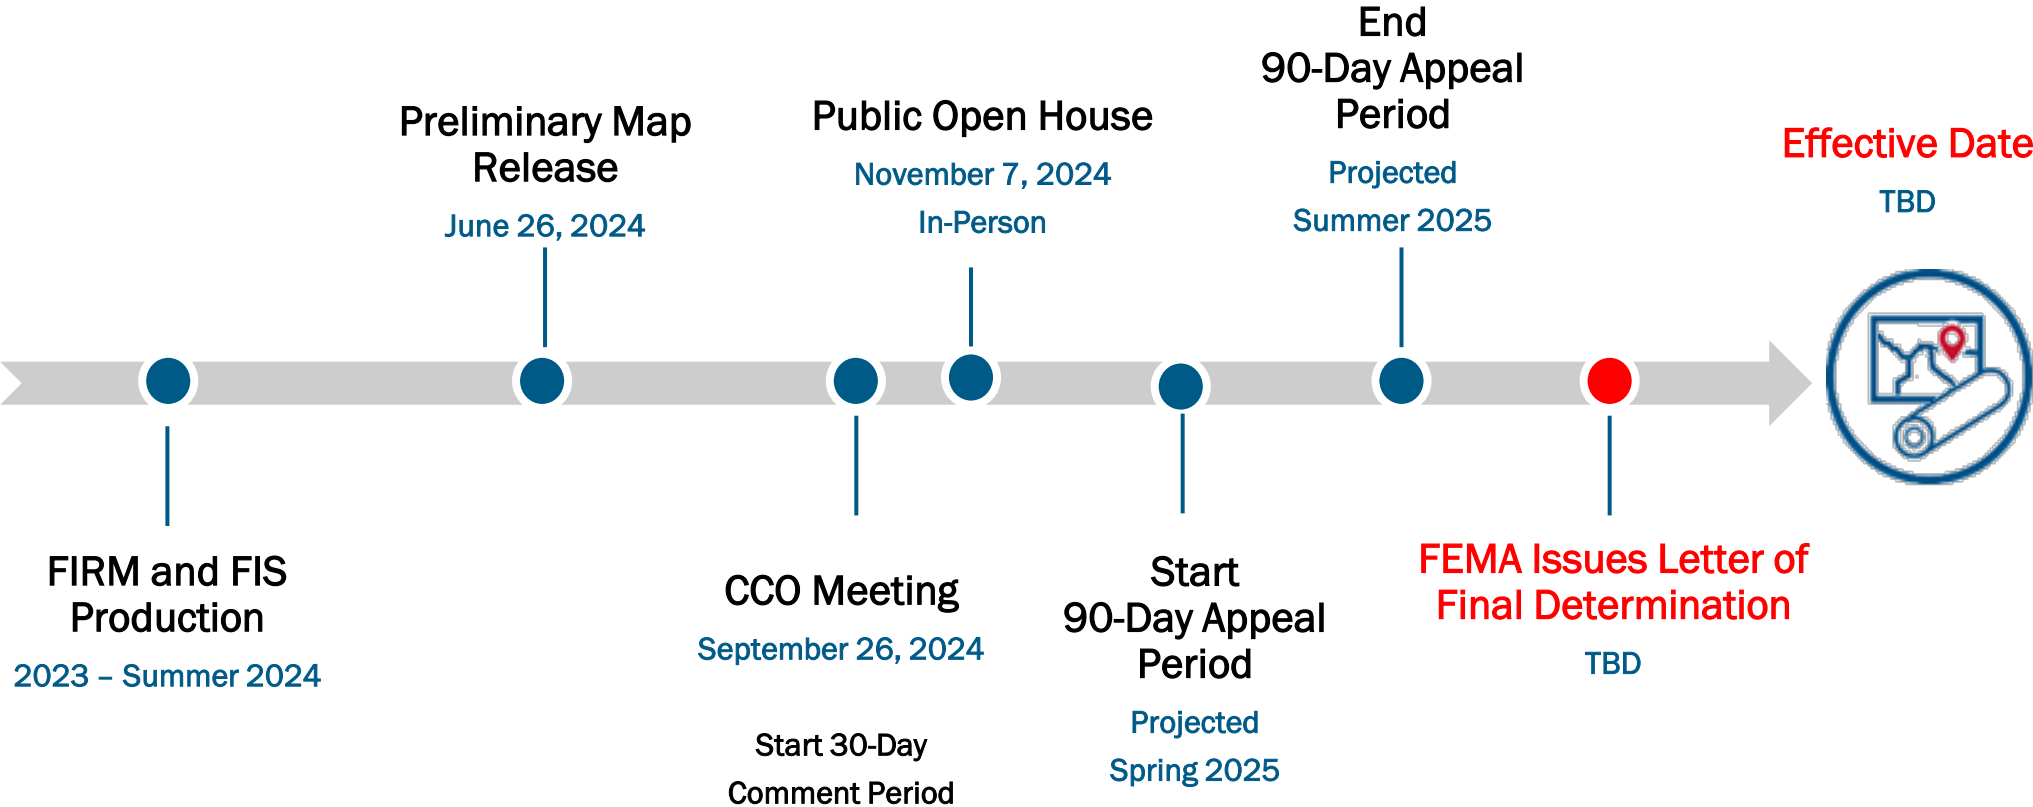 FIRM and FIS
Production
2023 – Summer 2024
Preliminary Map
Release
June 26, 2024
CCO Meeting
September 26, 2024
Start 30-Day
Comment Period
Public Open House
November 7, 2024
In-Person
Start
90-Day Appeal
Period
Projected
Spring 2025
End
90-Day Appeal
Period
Projected
Summer 2025
FEMA Issues Letter of
Final Determination
TBD
Effective Date
TBD